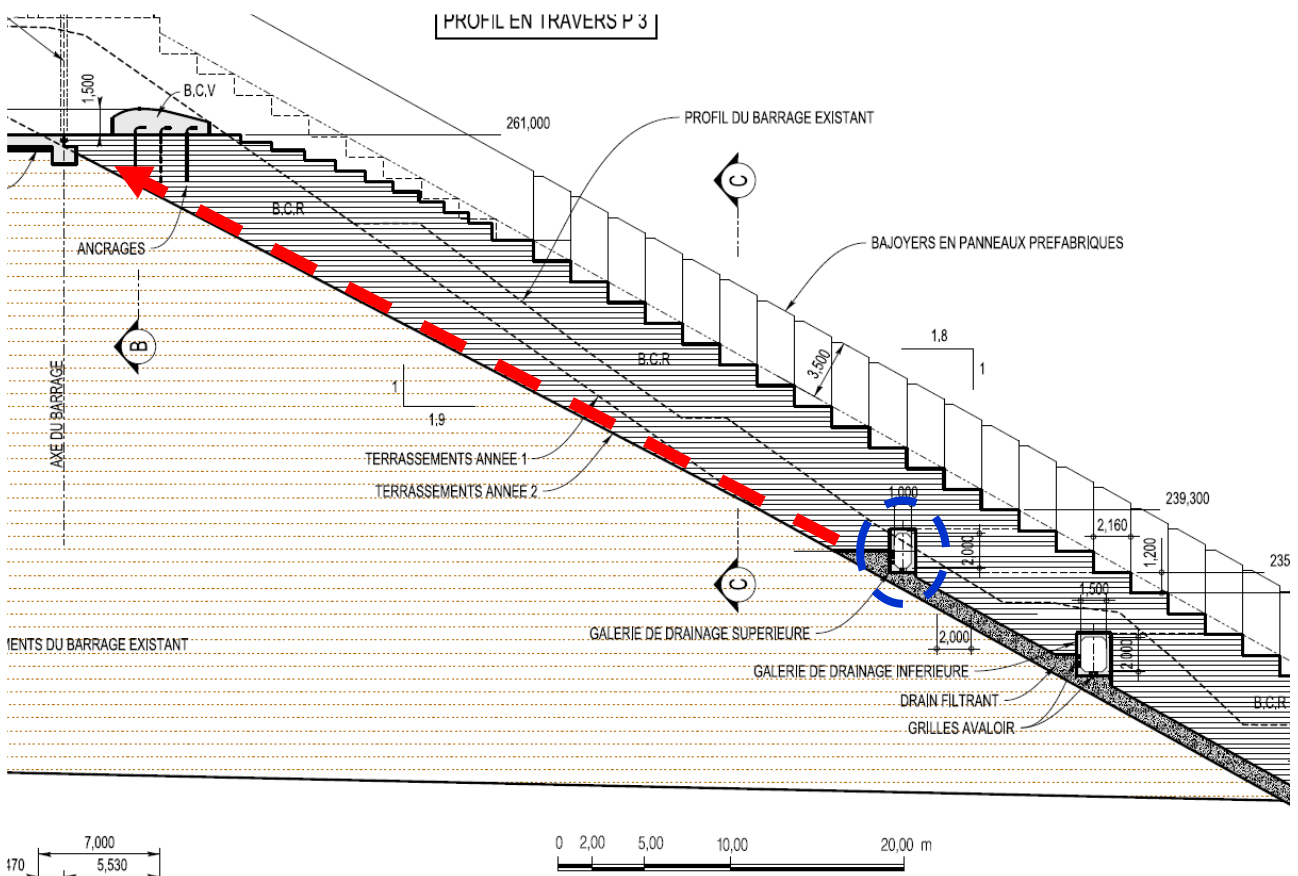 PROFIL EN TRAVERS P 3
1,500
B,C,V
261,000
PROFIL DU BARRAGE EXISTANT
C
B,C,R
ANCRAGES
BAJOYERS EN PANNEAUX PREFABRIQUES
B
1,8
1
3,500
B,C,R
1
1,9
AXE DU BARRAGE
TERRASSEMENTS ANNEE 1
TERRASSEMENTS ANNEE 2
1,000
239,300
2,160
2,000
1,200
235
C
1,500
GALERIE DE DRAINAGE SUPERIEURE
2,000
MENTS DU BARRAGE EXISTANT
GALERIE DE DRAINAGE INFERIEURE
2,000
DRAIN FILTRANT
B,C,R
GRILLES AVALOIR
7,000
470
5,530
0 2,00 5,00 10,00 20,00 m